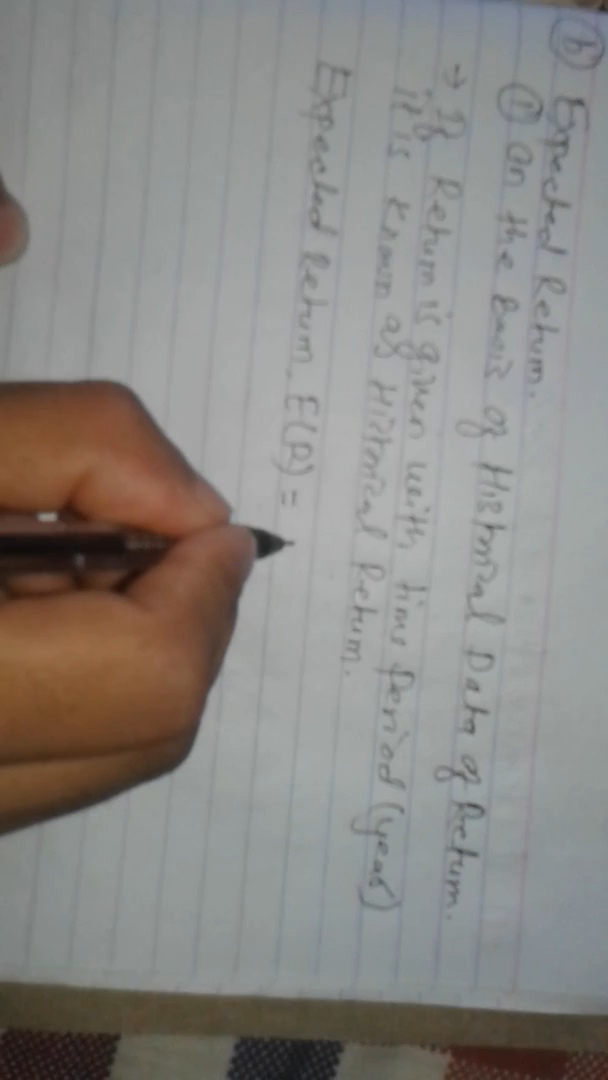 (b) Expected Return.
(1) On the Basis of Historical Data of Return.
→ If Return is given with time Period (year)
it is known as Historical Return.
Expected Return, E(R) =